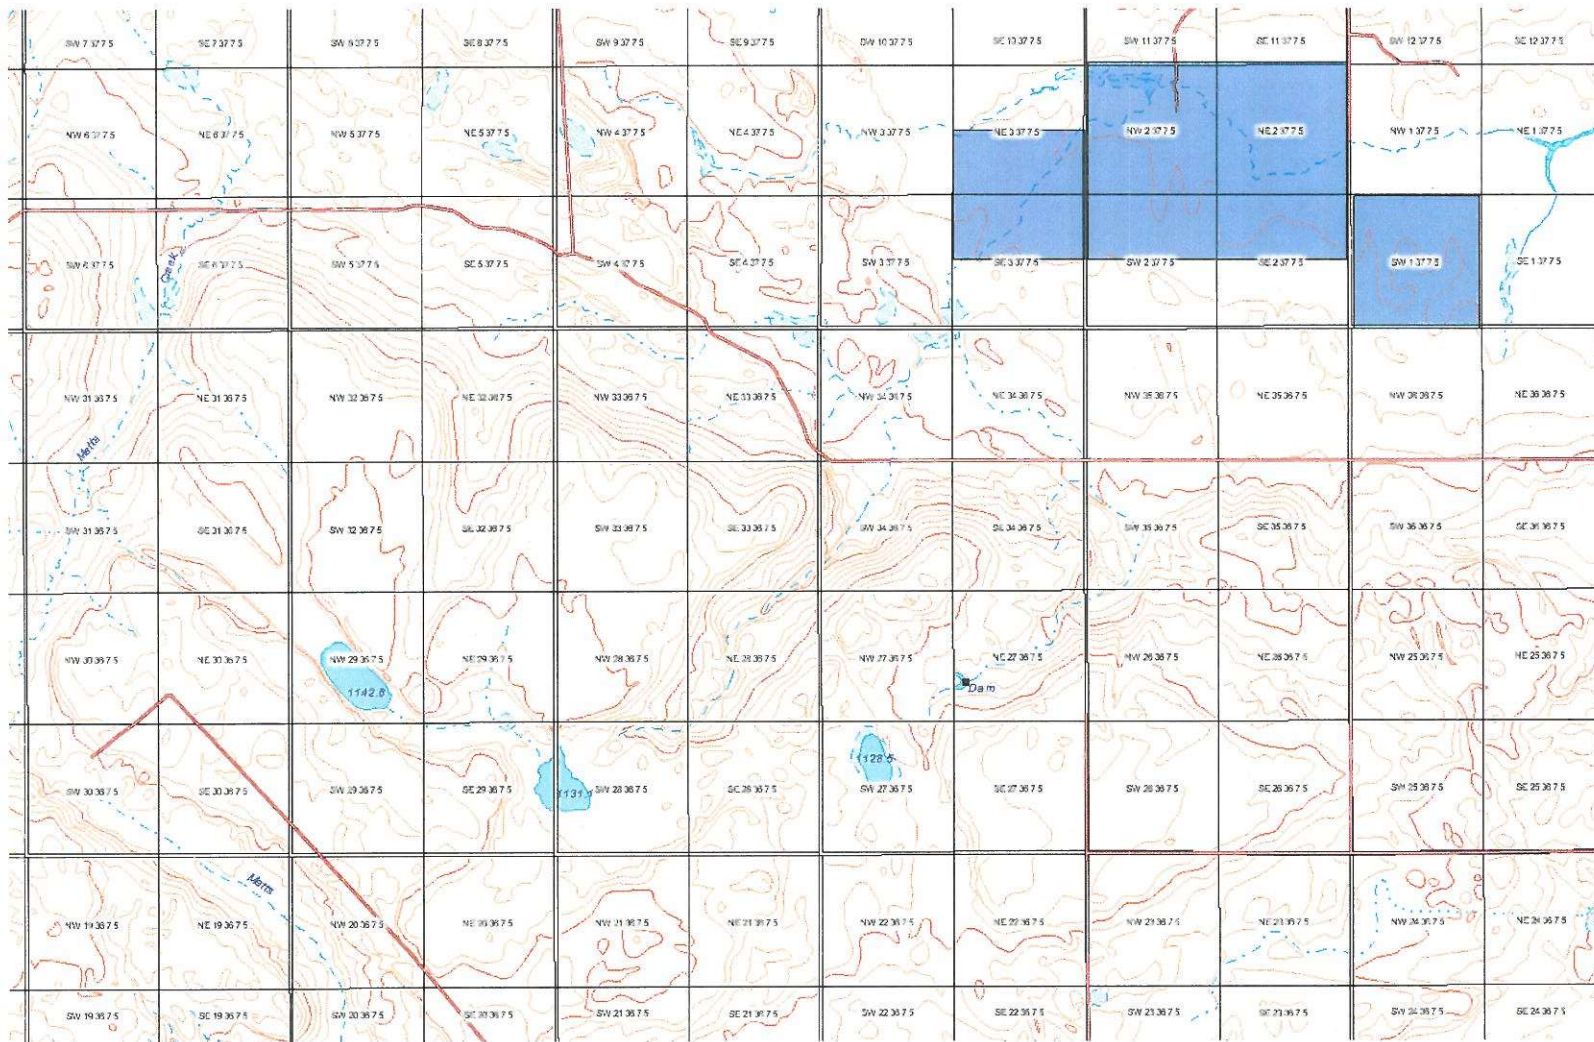 SW 7 37 7 5 SE 7 37 7 5 SW 8 37 7 5 SE 8 37 7 5 SW 9 37 7 5 SE 9 37 7 5 SW 10 37 7 5 SE 10 37 7 5 SW 11 37 7 5 SE 11 37 7 5 SW 12 37 7 5 SE 12 37 7 5
NW 6 37 7 5 NE 6 37 7 5 NW 5 37 7 5 NE 5 37 7 5 NW 4 37 7 5 NE 4 37 7 5 NW 3 37 7 5 NE 3 37 7 5 NW 2 37 7 5 NE 2 37 7 5 NW 1 37 7 5 NE 1 37 7 5
SW 6 37 7 5 Creek SE 6 37 7 5 SW 5 37 7 5 SE 5 37 7 5 SW 4 37 7 5 SE 4 37 7 5 SW 3 37 7 5 SE 3 37 7 5 SW 2 37 7 5 SE 2 37 7 5 SW 1 37 7 5 SE 1 37 7 5
NW 31 36 7 5 NE 31 36 7 5 NW 32 36 7 5 NE 32 36 7 5 NW 33 36 7 5 NE 33 36 7 5 NW 34 36 7 5 NE 34 36 7 5 NW 35 36 7 5 NE 35 36 7 5 NW 36 36 7 5 NE 36 36 7 5
Metts
SW 31 36 7 5 SE 31 36 7 5 SW 32 36 7 5 SE 32 36 7 5 SW 33 36 7 5 SE 33 36 7 5 SW 34 36 7 5 SE 34 36 7 5 SW 35 36 7 5 SE 35 36 7 5 SW 36 36 7 5 SE 36 36 7 5
NW 30 36 7 5 NE 30 36 7 5 NW 29 36 7 5 NE 29 36 7 5 NW 28 36 7 5 NE 28 36 7 5 NW 27 36 7 5 NE 27 36 7 5 NW 26 36 7 5 NE 26 36 7 5 NW 25 36 7 5 NE 25 36 7 5
1142.6 Dam
1128.5
SW 30 36 7 5 SE 30 36 7 5 SW 29 36 7 5 SE 29 36 7 5 SW 28 36 7 5 SE 28 36 7 5 SW 27 36 7 5 SE 27 36 7 5 SW 26 36 7 5 SE 26 36 7 5 SW 25 36 7 5 SE 25 36 7 5
Metts
NW 19 36 7 5 NE 19 36 7 5 NW 20 36 7 5 NE 20 36 7 5 NW 21 36 7 5 NE 21 36 7 5 NW 22 36 7 5 NE 22 36 7 5 NW 23 36 7 5 NE 23 36 7 5 NW 24 36 7 5 NE 24 36 7 5
SW 19 36 7 5 SE 19 36 7 5 SW 20 36 7 5 SE 20 36 7 5 SW 21 36 7 5 SE 21 36 7 5 SW 22 36 7 5 SE 22 36 7 5 SW 23 36 7 5 SE 23 36 7 5 SW 24 36 7 5 SE 24 36 7 5